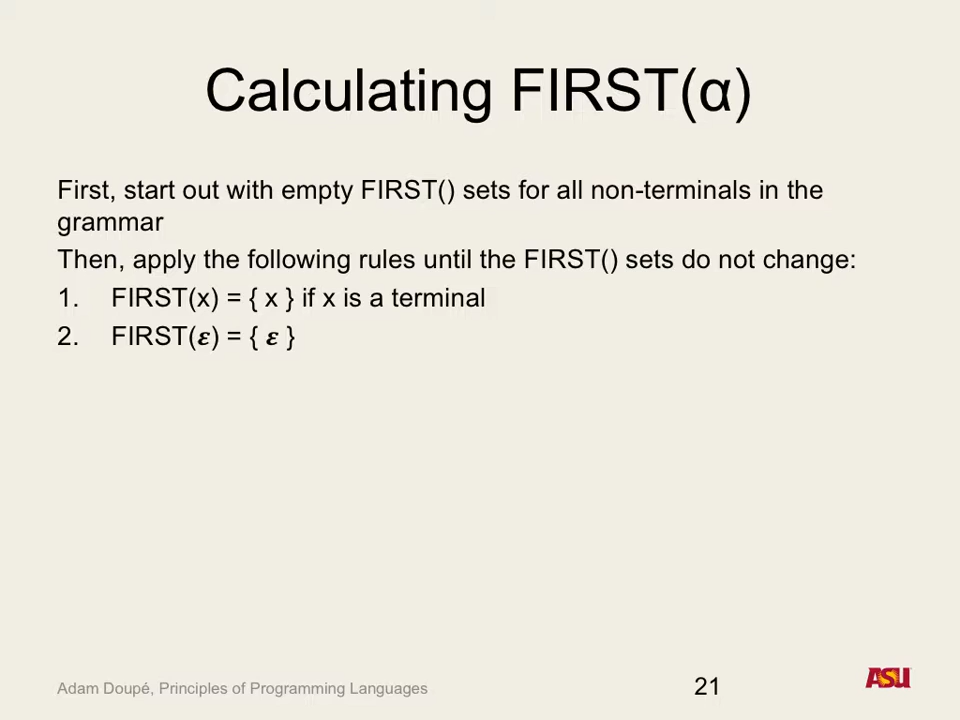 Calculating FIRST(α)
First, start out with empty FIRST() sets for all non-terminals in the
grammar
Then, apply the following rules until the FIRST() sets do not change:
1. FIRST(x) = { x } if x is a terminal
2. FIRST(ε) = { ε }
Adam Doupé, Principles of Programming Languages
21
ASU